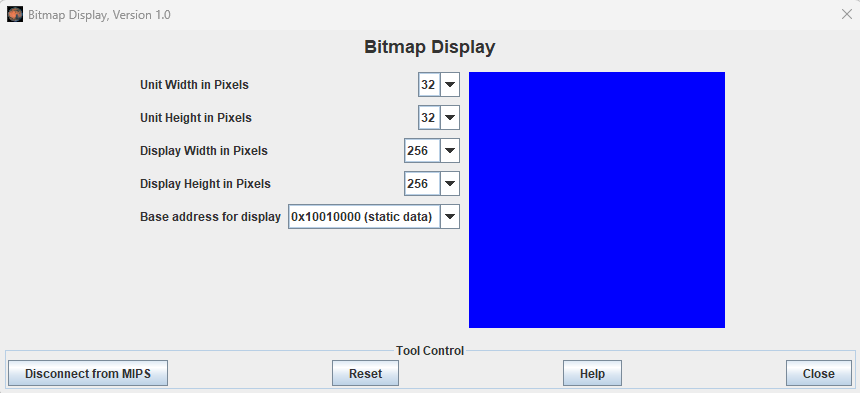 Bitmap Display, Version 1.0
Bitmap Display
Unit Width in Pixels 32
Unit Height in Pixels 32
Display Width in Pixels 256
Display Height in Pixels 256
Base address for display 0x10010000 (static data)
Tool Control
Disconnect from MIPS Reset Help Close